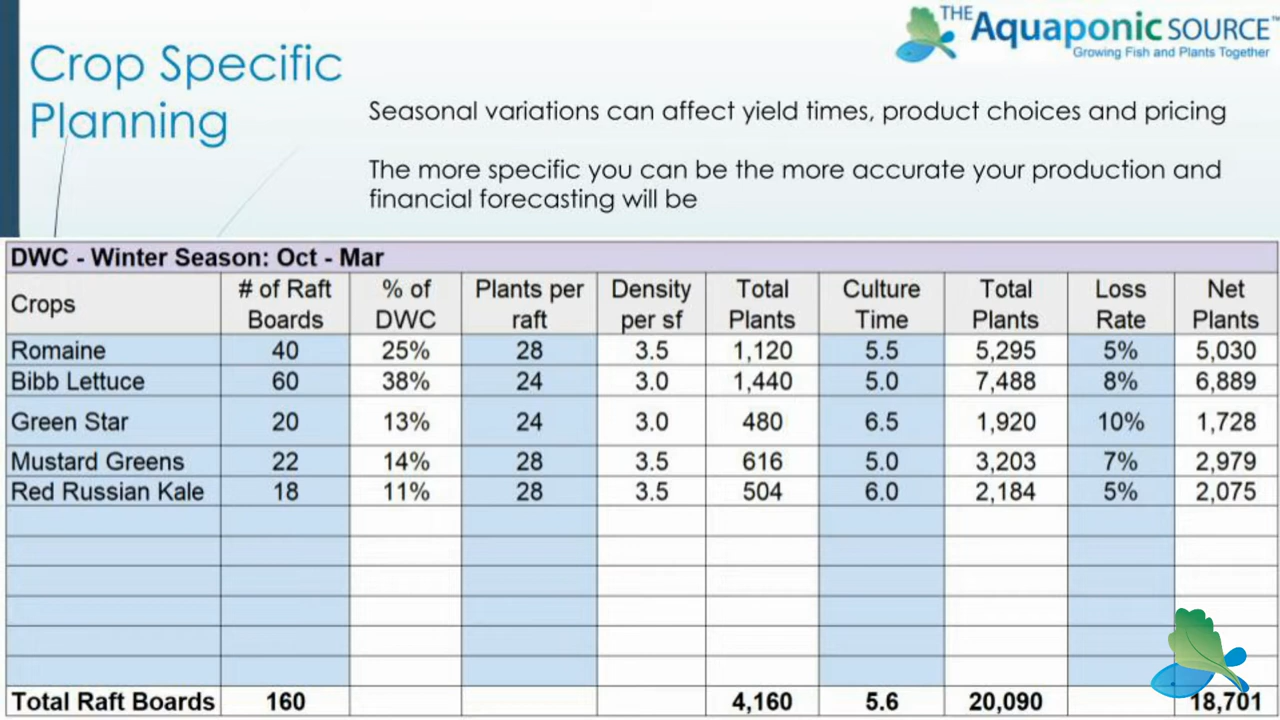 THE Aquaponic SOURCE™
Growing Fish and Plants Together
Crop Specific
Planning
Seasonal variations can affect yield times, product choices and pricing
The more specific you can be the more accurate your production and
financial forecasting will be
DWC - Winter Season: Oct - Mar
Crops # of Raft Boards % of DWC Plants per raft Density per sf Total Plants Culture Time Total Plants Loss Rate Net Plants
Romaine 40 25% 28 3.5 1,120 5.5 5,295 5% 5,030
Bibb Lettuce 60 38% 24 3.0 1,440 5.0 7,488 8% 6,889
Green Star 20 13% 24 3.0 480 6.5 1,920 10% 1,728
Mustard Greens 22 14% 28 3.5 616 5.0 3,203 7% 2,979
Red Russian Kale 18 11% 28 3.5 504 6.0 2,184 5% 2,075
Total Raft Boards 160 4,160 5.6 20,090 18,701